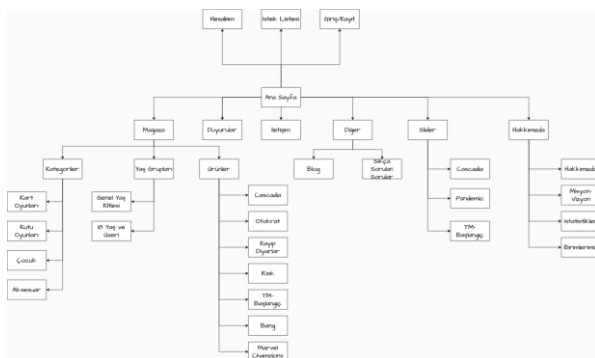 Hesabım
İstek Listesi
Giriş/Kayıt
Ana Sayfa
Mağaza
Duyurular
İletişim
Diğer
Slider
Hakkımızda
Kategoriler
Yaş Grupları
Ürünler
Blog
Sıkça
Sorulan
Sorular
Cascadia
Pandemic
TM-
Başlangıç
Hakkımızda
Misyon-
Vizyon
İstatistikler
Birimlerimiz
Kart
Oyunları
Kutu
Oyunları
Çocuk
Aksesuar
Genel Yaş
Kitlesi
18 Yaş ve
Üzeri
Cascadia
Otokrat
Kayıp
Diyarlar
Risk
TM-
Başlangıç
Bang
Marvel
Champions